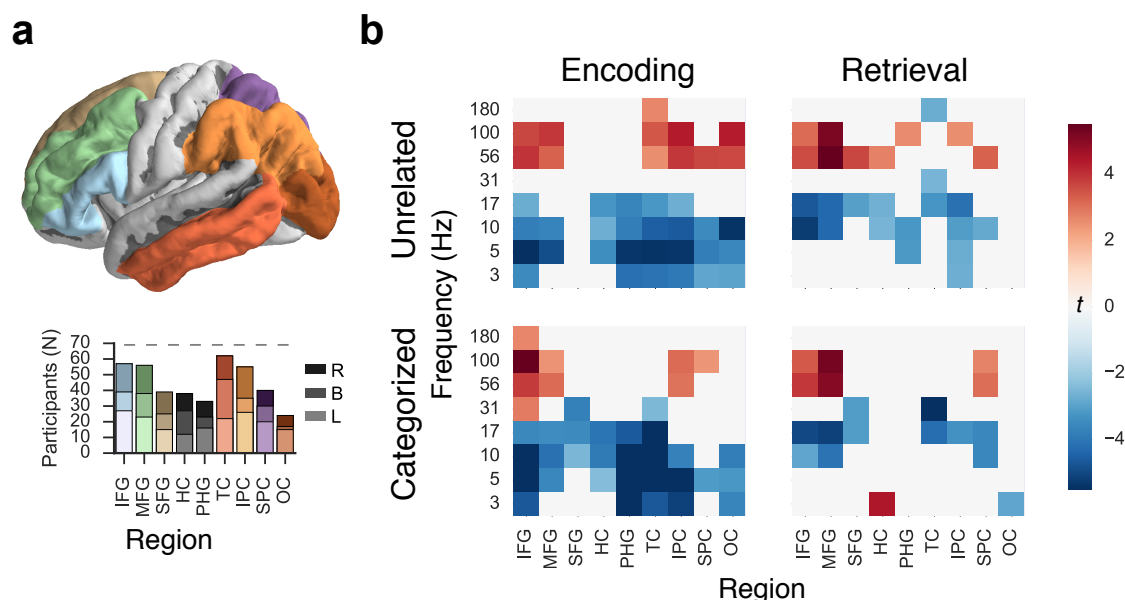 a
b
Encoding
Retrieval
Unrelated
Categorized
Frequency (Hz)
180
100
56
31
17
10
5
3
180
100
56
31
17
10
5
3
4
2
t
0
−2
−4
Participants (N)
70
60
50
40
30
20
10
0
R
B
L
IFG
MFG
SFG
HC
PHG
TC
IPC
SPC
OC
Region
IFG
MFG
SFG
HC
PHG
TC
IPC
SPC
OC
IFG
MFG
SFG
HC
PHG
TC
IPC
SPC
OC
Region